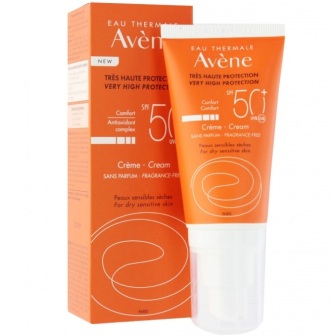 EAU THERMALE
Avène
NEW
TRÈS HAUTE PROTECTION
VERY HIGH PROTECTION
Comfort
Antioxidant
complex
SPF
50
Crème - Cream
SANS PARFUM - FRAGRANCE-FREE
Peaux sensibles sèches
For dry sensitive skin
EAU THERMALE
Avène
TRÈS HAUTE PROTECTION
VERY HIGH PROTECTION
Confort
Comfort
SPF
50+
Crème - Cream
SANS PARFUM - FRAGRANCE-FREE
Peaux sensibles sèches
For dry sensitive skin